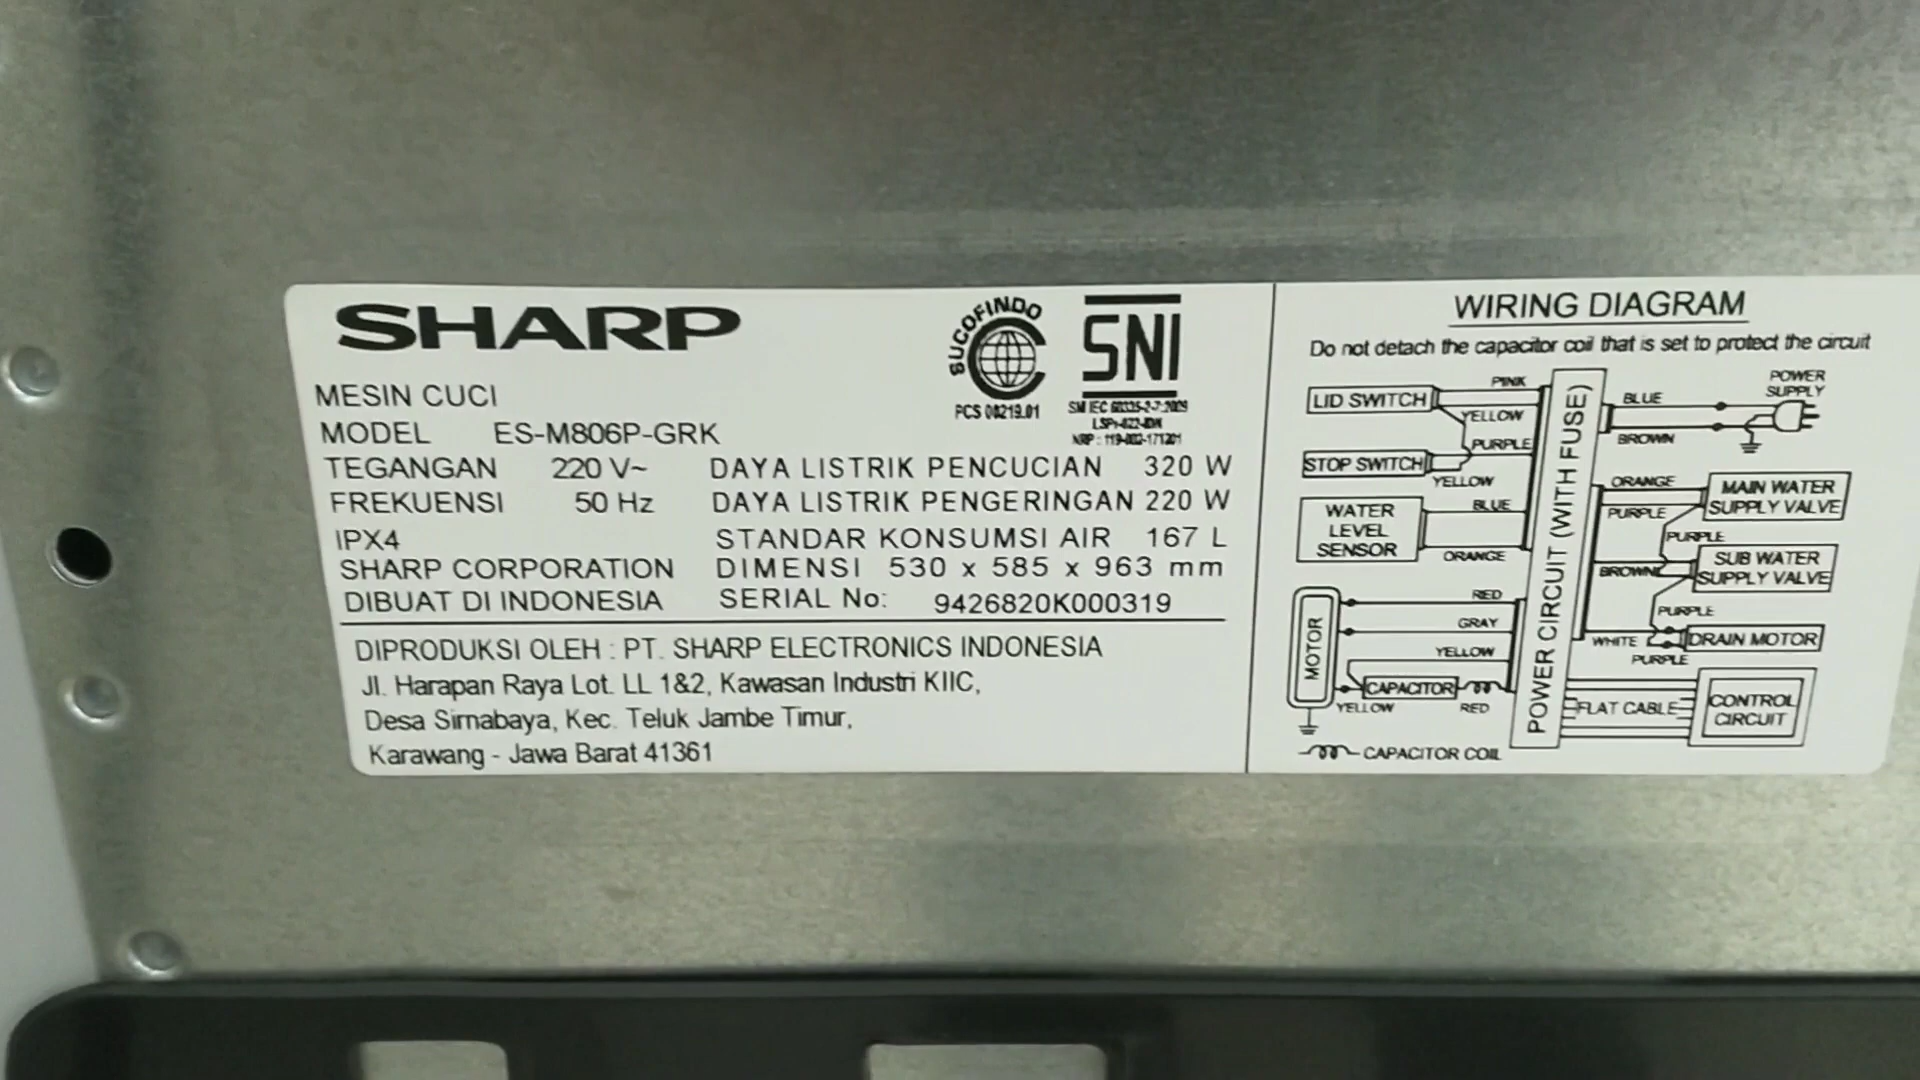 SHARP
SUCOFINDO
PCS 00219.01
SNI
MESIN CUCI
MODEL ES-M806P-GRK
TEGANGAN 220 V~ DAYA LISTRIK PENCUCIAN 320 W
FREKUENSI 50 Hz DAYA LISTRIK PENGERINGAN 220 W
IPX4 STANDAR KONSUMSI AIR 167 L
SHARP CORPORATION DIMENSI 530 x 585 x 963 mm
DIBUAT DI INDONESIA SERIAL No: 9426820K000319
DIPRODUKSI OLEH : PT. SHARP ELECTRONICS INDONESIA
Jl. Harapan Raya Lot. LL 1&2, Kawasan Industri KIIC,
Desa Sirnabaya, Kec. Teluk Jambe Timur,
Karawang - Jawa Barat 41361
WIRING DIAGRAM
Do not detach the capacitor coil that is set to protect the circuit
LID SWITCH
PINK
YELLOW
PURPLE
STOP SWITCH
YELLOW
WATER
LEVEL
SENSOR
BLUE
ORANGE
MOTOR
RED
GRAY
YELLOW
CAPACITOR
YELLOW
RED
CAPACITOR COIL
POWER CIRCUIT (WITH FUSE)
BLUE
BROWN
POWER
SUPPLY
ORANGE
PURPLE
MAIN WATER
SUPPLY VALVE
PURPLE
BROWN
SUB WATER
SUPPLY VALVE
PURPLE
WHITE
DRAIN MOTOR
PURPLE
FLAT CABLE
CONTROL
CIRCUIT